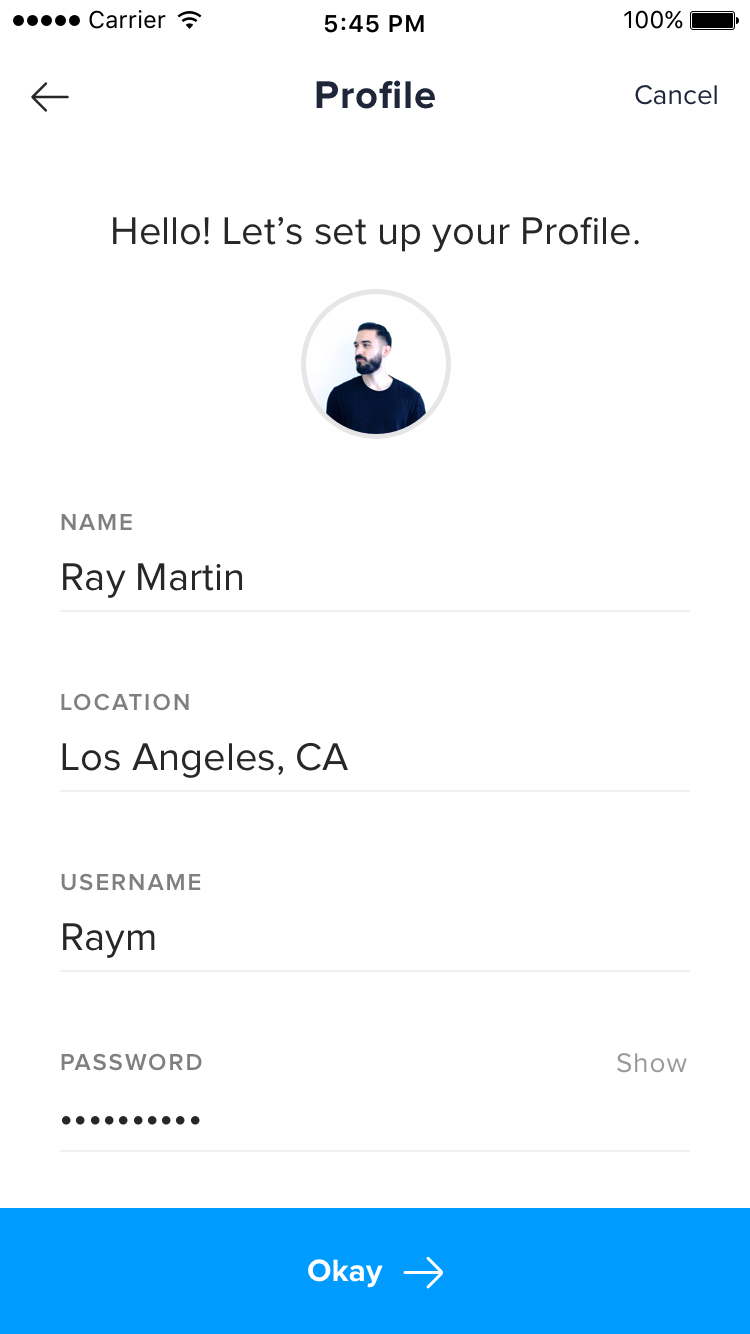 ●●●●● Carrier 5:45 PM 100%
Profile Cancel
Hello! Let’s set up your Profile.
NAME
Ray Martin
LOCATION
Los Angeles, CA
USERNAME
Raym
PASSWORD Show
••••••••••
Okay →